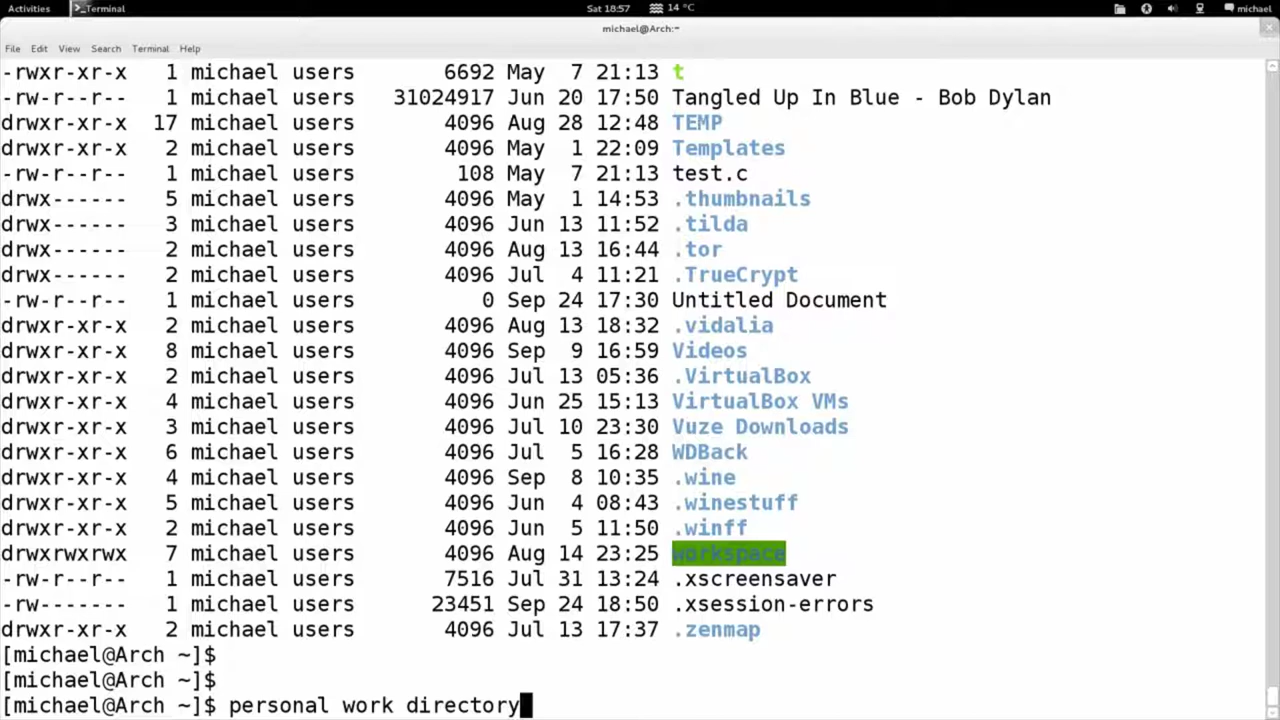 Activities Terminal Sat 18:57 14 °C michael
michael@Arch:~
File Edit View Search Terminal Help
-rwxr-xr-x 1 michael users 6692 May 7 21:13 t
-rw-r--r-- 1 michael users 31024917 Jun 20 17:50 Tangled Up In Blue - Bob Dylan
drwxr-xr-x 17 michael users 4096 Aug 28 12:48 TEMP
drwxr-xr-x 2 michael users 4096 May 1 22:09 Templates
-rw-r--r-- 1 michael users 108 May 7 21:13 test.c
drwx------ 5 michael users 4096 May 1 14:53 .thumbnails
drwx------ 3 michael users 4096 Jun 13 11:52 .tilda
drwx------ 2 michael users 4096 Aug 13 16:44 .tor
drwx------ 2 michael users 4096 Jul 4 11:21 .TrueCrypt
-rw-r--r-- 1 michael users 0 Sep 24 17:30 Untitled Document
drwxr-xr-x 2 michael users 4096 Aug 13 18:32 .vidalia
drwxr-xr-x 8 michael users 4096 Sep 9 16:59 Videos
drwxr-xr-x 2 michael users 4096 Jul 13 05:36 .VirtualBox
drwxr-xr-x 4 michael users 4096 Jun 25 15:13 VirtualBox VMs
drwxr-xr-x 3 michael users 4096 Jul 10 23:30 Vuze Downloads
drwxr-xr-x 6 michael users 4096 Jul 5 16:28 WDBack
drwxr-xr-x 4 michael users 4096 Sep 8 10:35 .wine
drwxr-xr-x 5 michael users 4096 Jun 4 08:43 .winestuff
drwxr-xr-x 2 michael users 4096 Jun 5 11:50 .winff
drwxrwxrwx 7 michael users 4096 Aug 14 23:25 workspace
-rw-r--r-- 1 michael users 7516 Jul 31 13:24 .xscreensaver
-rw------- 1 michael users 23451 Sep 24 18:50 .xsession-errors
drwxr-xr-x 2 michael users 4096 Jul 13 17:37 .zenmap
[michael@Arch ~]$
[michael@Arch ~]$
[michael@Arch ~]$ personal work directory